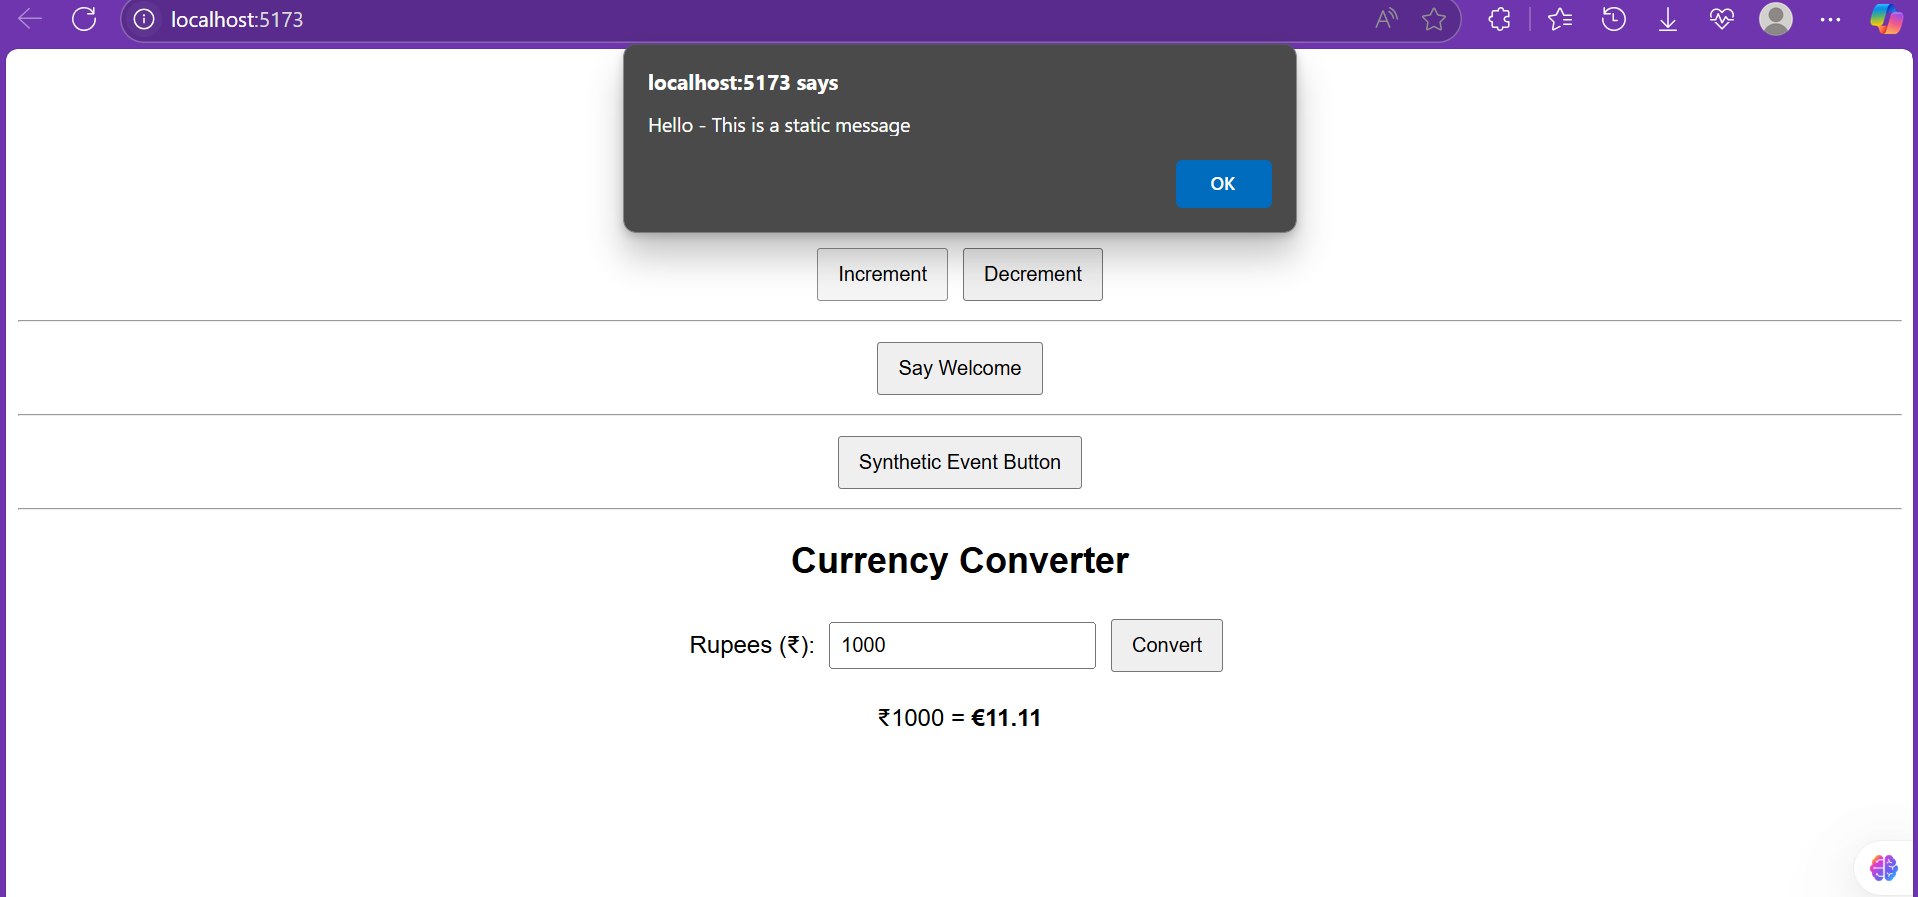 localhost:5173
localhost:5173 says
Hello - This is a static message
OK
Increment Decrement
Say Welcome
Synthetic Event Button
Currency Converter
Rupees (₹): 1000 Convert
₹1000 = €11.11